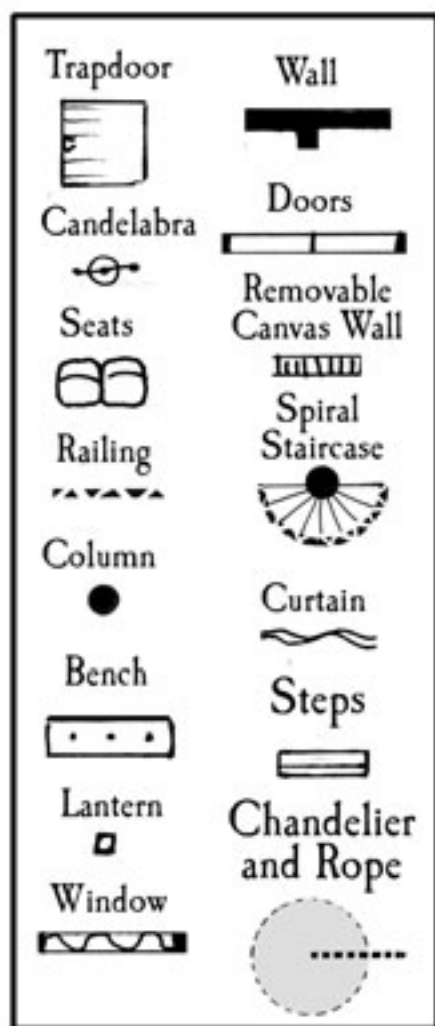 Trapdoor
Candelabra
Seats
Railing
Column
Bench
Lantern
Window
Wall
Doors
Removable
Canvas Wall
Spiral
Staircase
Curtain
Steps
Chandelier
and Rope